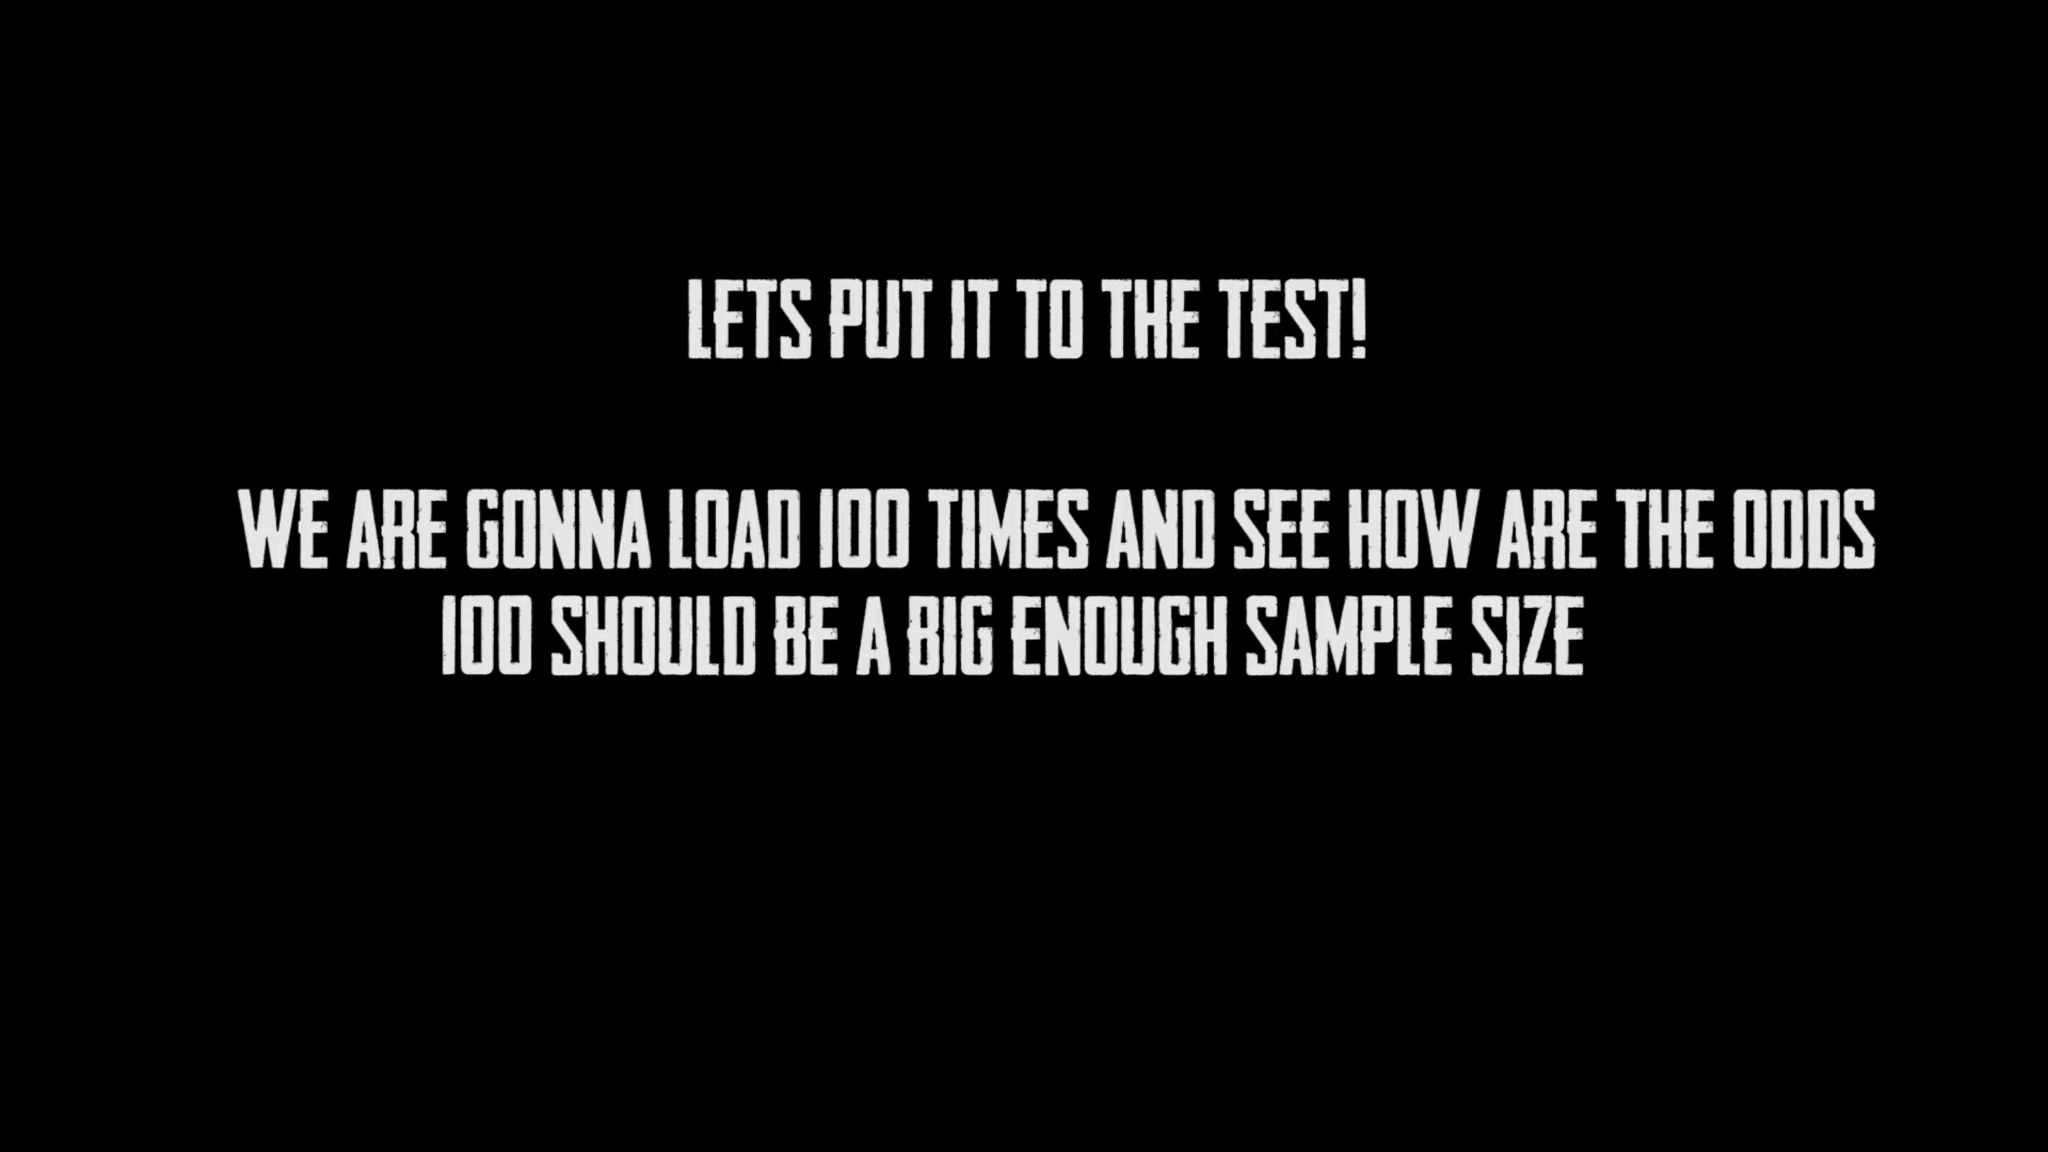 LETS PUT IT TO THE TEST!
WE ARE GONNA LOAD 100 TIMES AND SEE HOW ARE THE ODDS
100 SHOULD BE A BIG ENOUGH SAMPLE SIZE